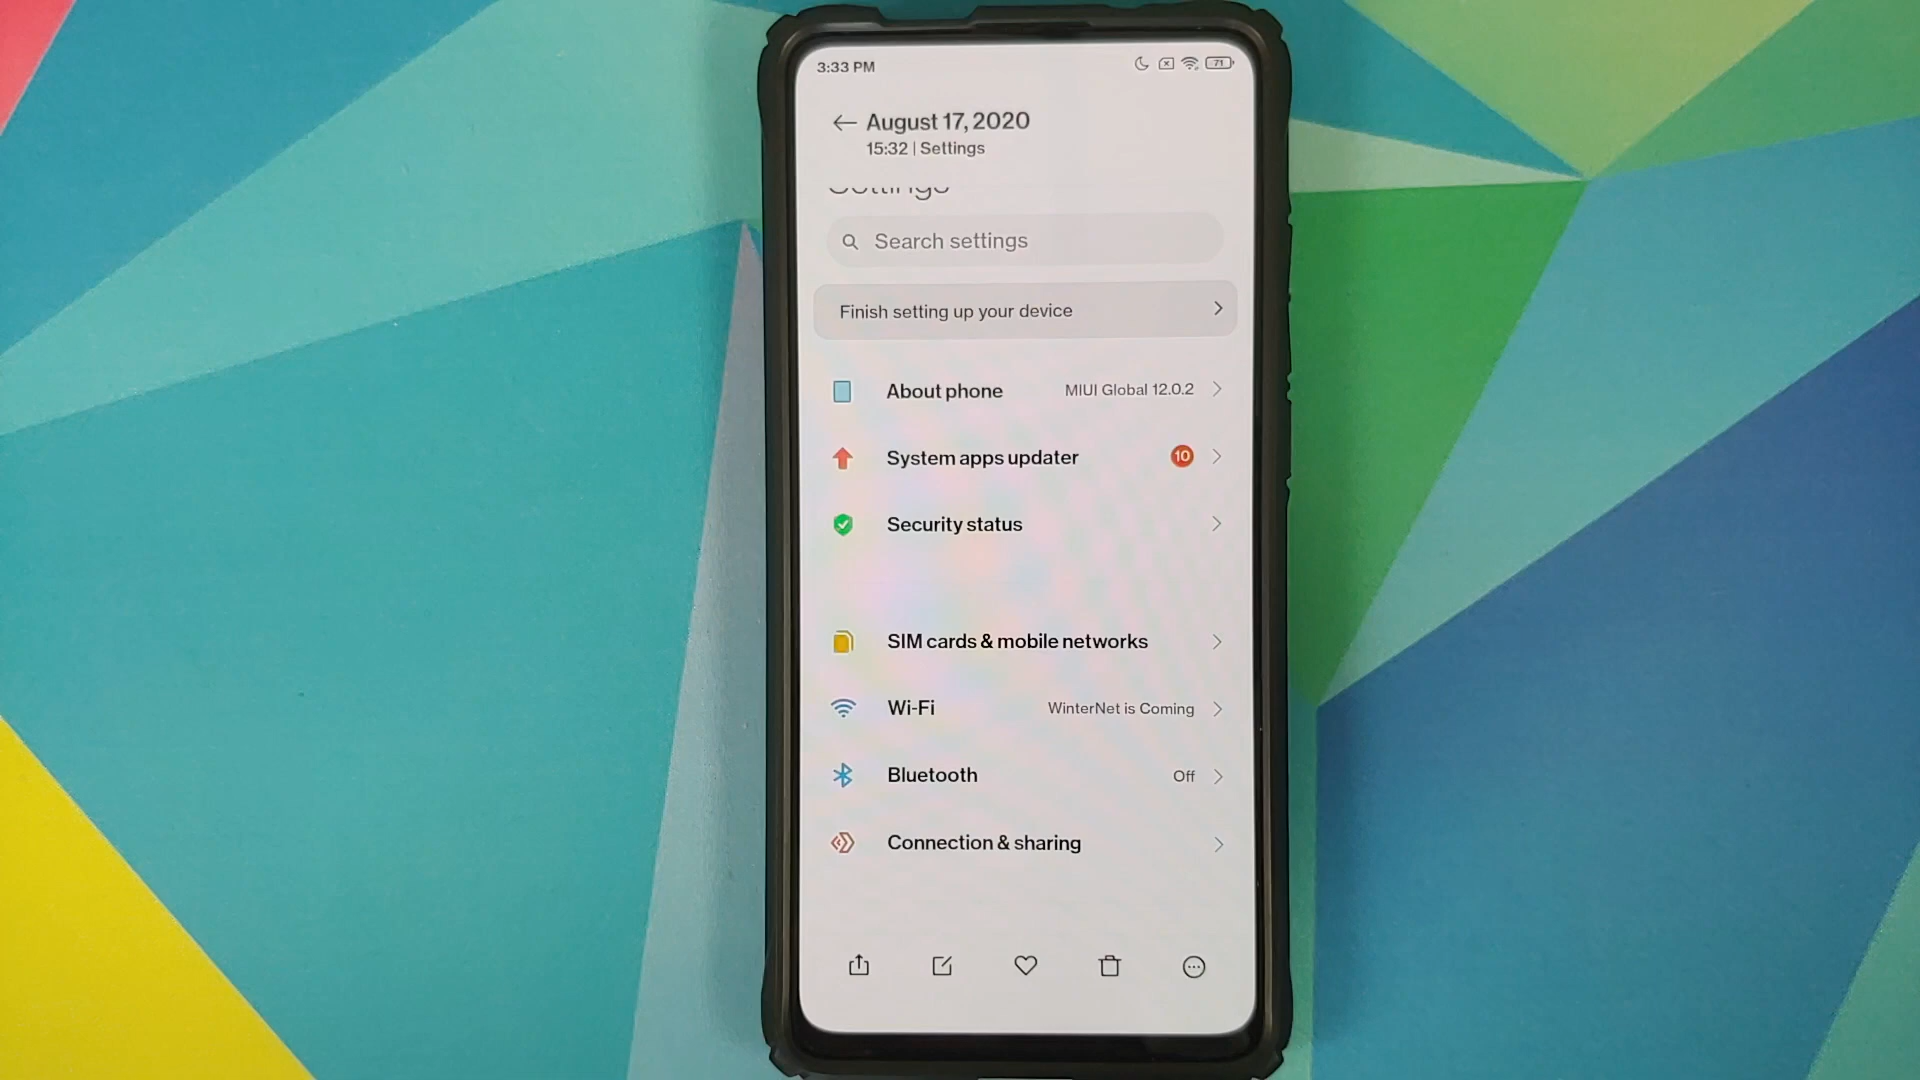 3:33 PM
71
August 17, 2020
15:32 | Settings
Settings
Search settings
Finish setting up your device
About phone MIUI Global 12.0.2
System apps updater 10
Security status
SIM cards & mobile networks
Wi-Fi WinterNet is Coming
Bluetooth Off
Connection & sharing